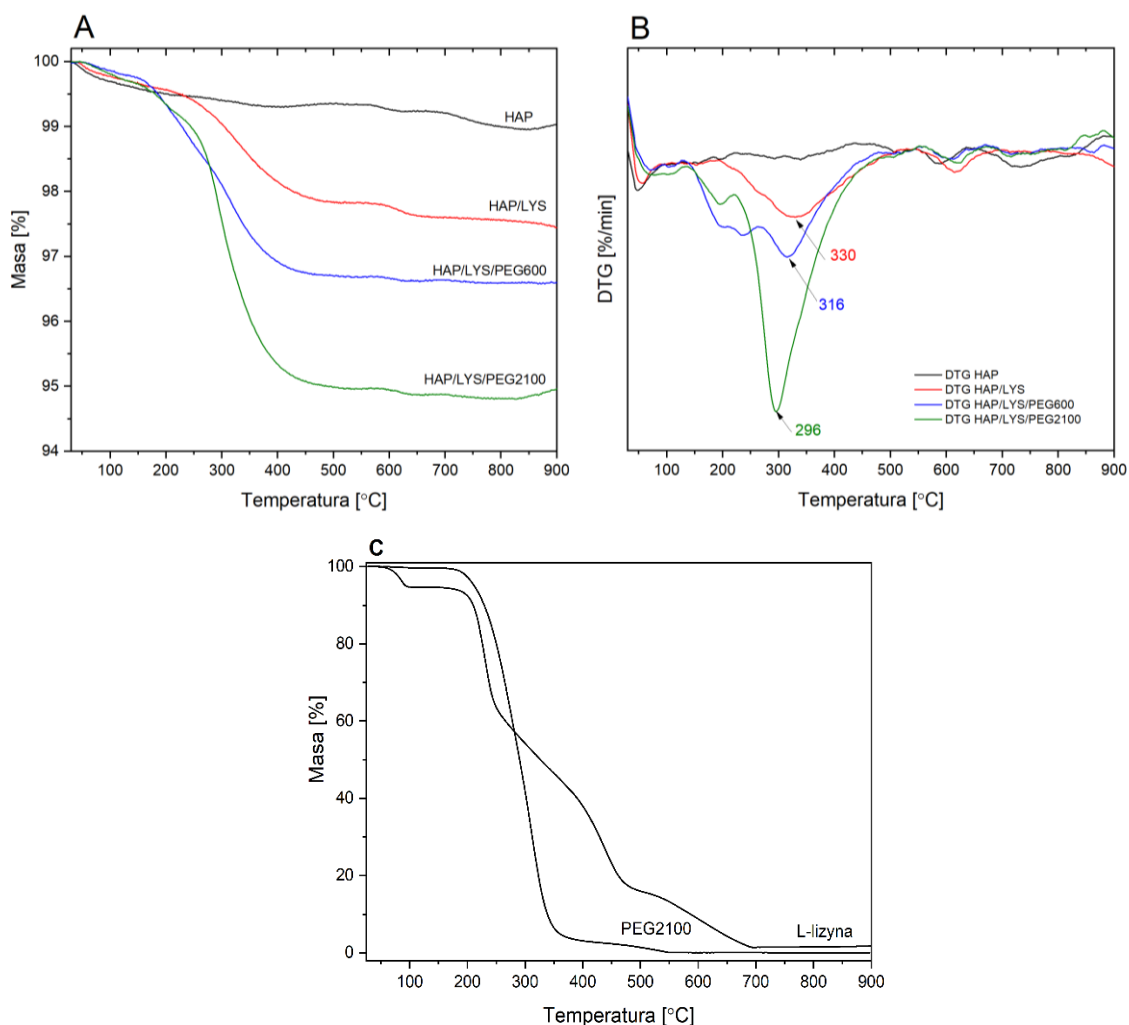 A
100
99
98
97
96
95
94
Masa [%]
HAP
HAP/LYS
HAP/LYS/PEG600
HAP/LYS/PEG2100
100 200 300 400 500 600 700 800 900
Temperatura [°C]
B
DTG [%/min]
330
316
296
DTG HAP
DTG HAP/LYS
DTG HAP/LYS/PEG600
DTG HAP/LYS/PEG2100
100 200 300 400 500 600 700 800 900
Temperatura [°C]
C
100
80
60
40
20
0
Masa [%]
PEG2100
L-lizyna
100 200 300 400 500 600 700 800 900
Temperatura [°C]